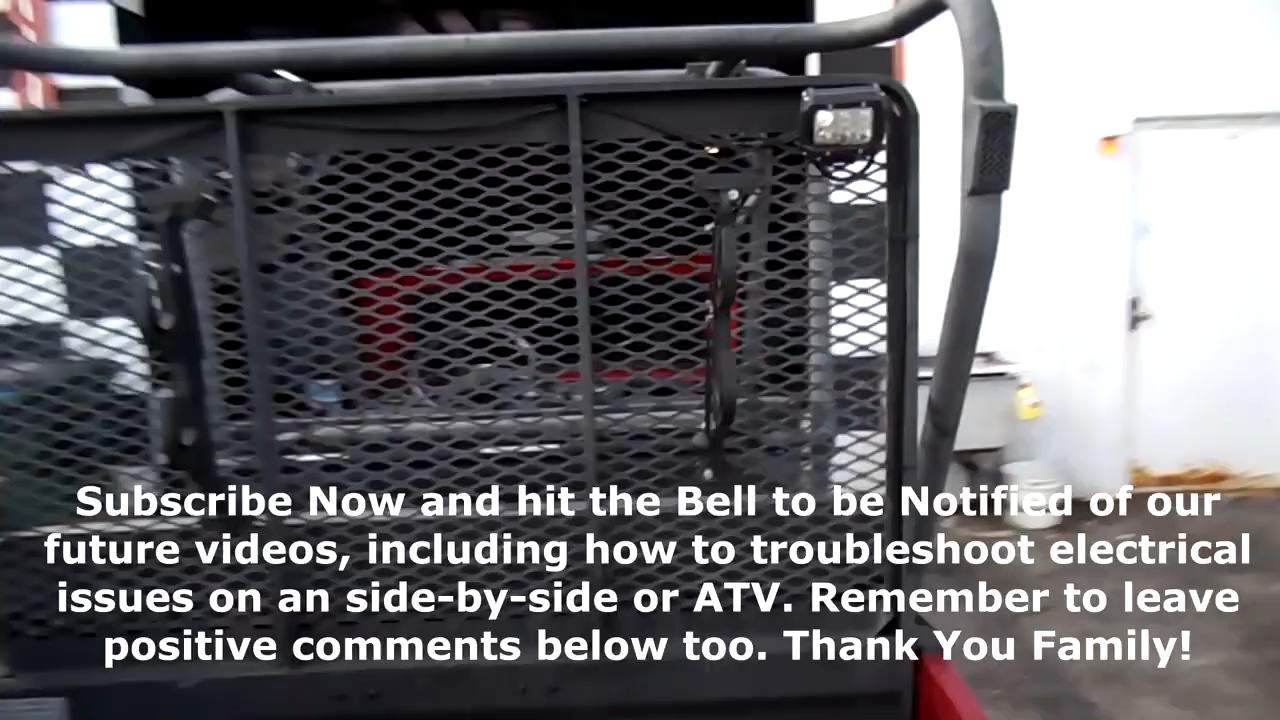 Subscribe Now and hit the Bell to be Notified of our
future videos, including how to troubleshoot electrical
issues on an side-by-side or ATV. Remember to leave
positive comments below too. Thank You Family!